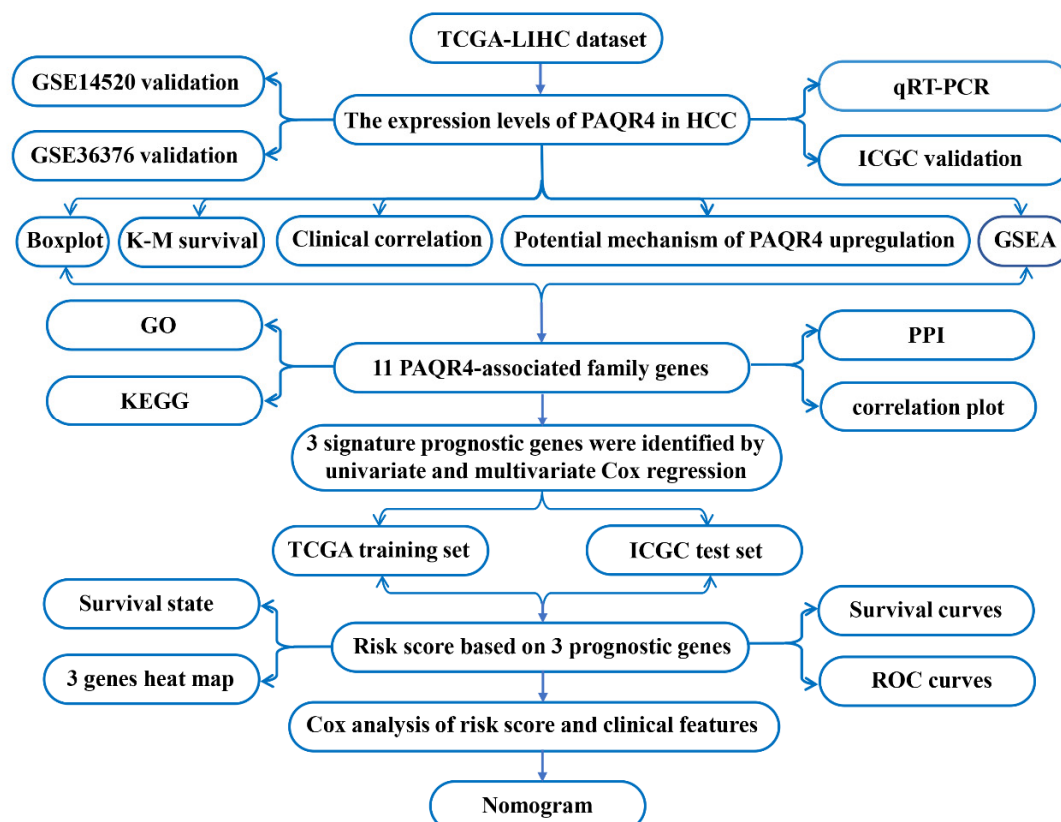 TCGA-LIHC dataset
GSE14520 validation
qRT-PCR
The expression levels of PAQR4 in HCC
GSE36376 validation
ICGC validation
Boxplot
K-M survival
Clinical correlation
Potential mechanism of PAQR4 upregulation
GSEA
GO
PPI
11 PAQR4-associated family genes
KEGG
correlation plot
3 signature prognostic genes were identified by
univariate and multivariate Cox regression
TCGA training set
ICGC test set
Survival state
Survival curves
Risk score based on 3 prognostic genes
3 genes heat map
ROC curves
Cox analysis of risk score and clinical features
Nomogram